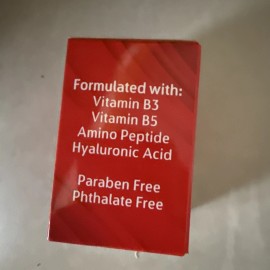 Formulated with:
Vitamin B3
Vitamin B5
Amino Peptide
Hyaluronic Acid
Paraben Free
Phthalate Free